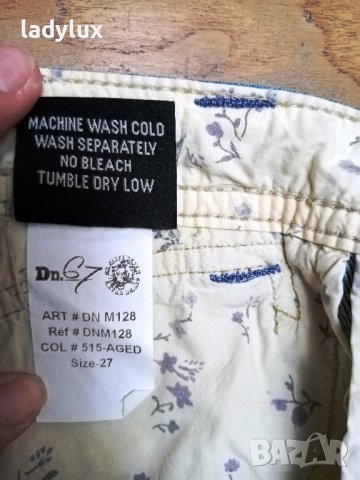 ladylux
MACHINE WASH COLD
WASH SEPARATELY
NO BLEACH
TUMBLE DRY LOW
Dn.67
ART # DN M128
Réf # DNM128
COL # 515-AGED
Size-27
BAZAR